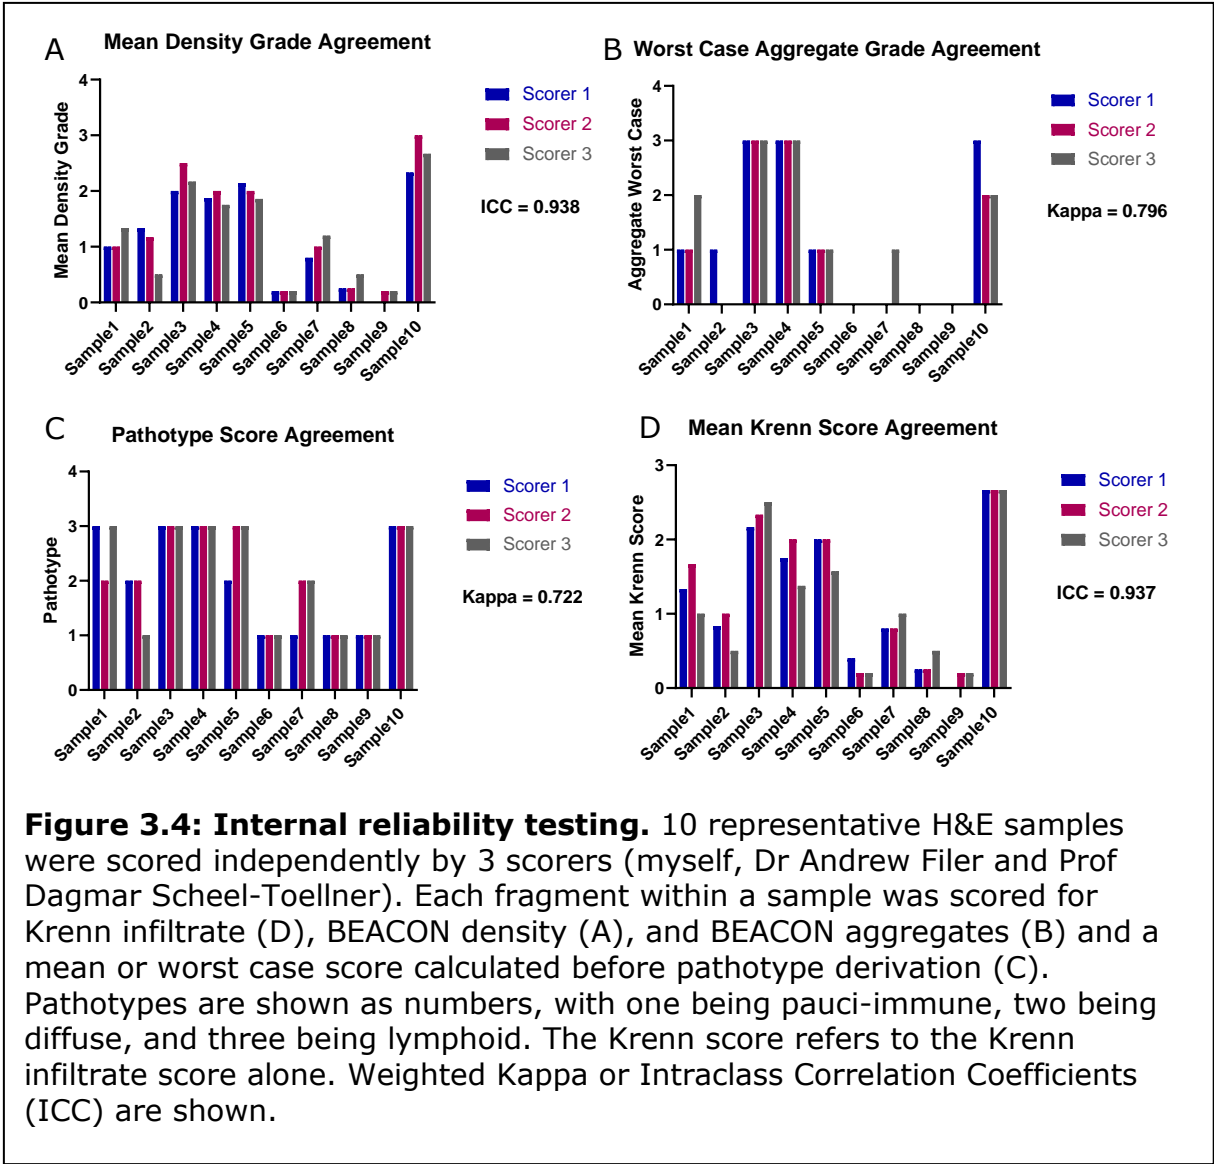 A Mean Density Grade Agreement
Mean Density Grade
4
3
2
1
0
Sample1
Sample2
Sample3
Sample4
Sample5
Sample6
Sample7
Sample8
Sample9
Sample10
Scorer 1
Scorer 2
Scorer 3
ICC = 0.938
B Worst Case Aggregate Grade Agreement
Aggregate Worst Case
4
3
2
1
0
Sample1
Sample2
Sample3
Sample4
Sample5
Sample6
Sample7
Sample8
Sample9
Sample10
Scorer 1
Scorer 2
Scorer 3
Kappa = 0.796
C Pathotype Score Agreement
Pathotype
4
3
2
1
0
Sample1
Sample2
Sample3
Sample4
Sample5
Sample6
Sample7
Sample8
Sample9
Sample10
Scorer 1
Scorer 2
Scorer 3
Kappa = 0.722
D Mean Krenn Score Agreement
Mean Krenn Score
3
2
1
0
Sample1
Sample2
Sample3
Sample4
Sample5
Sample6
Sample7
Sample8
Sample9
Sample10
Scorer 1
Scorer 2
Scorer 3
ICC = 0.937
Figure 3.4: Internal reliability testing. 10 representative H&E samples
were scored independently by 3 scorers (myself, Dr Andrew Filer and Prof
Dagmar Scheel-Toellner). Each fragment within a sample was scored for
Krenn infiltrate (D), BEACON density (A), and BEACON aggregates (B) and a
mean or worst case score calculated before pathotype derivation (C).
Pathotypes are shown as numbers, with one being pauci-immune, two being
diffuse, and three being lymphoid. The Krenn score refers to the Krenn
infiltrate score alone. Weighted Kappa or Intraclass Correlation Coefficients
(ICC) are shown.